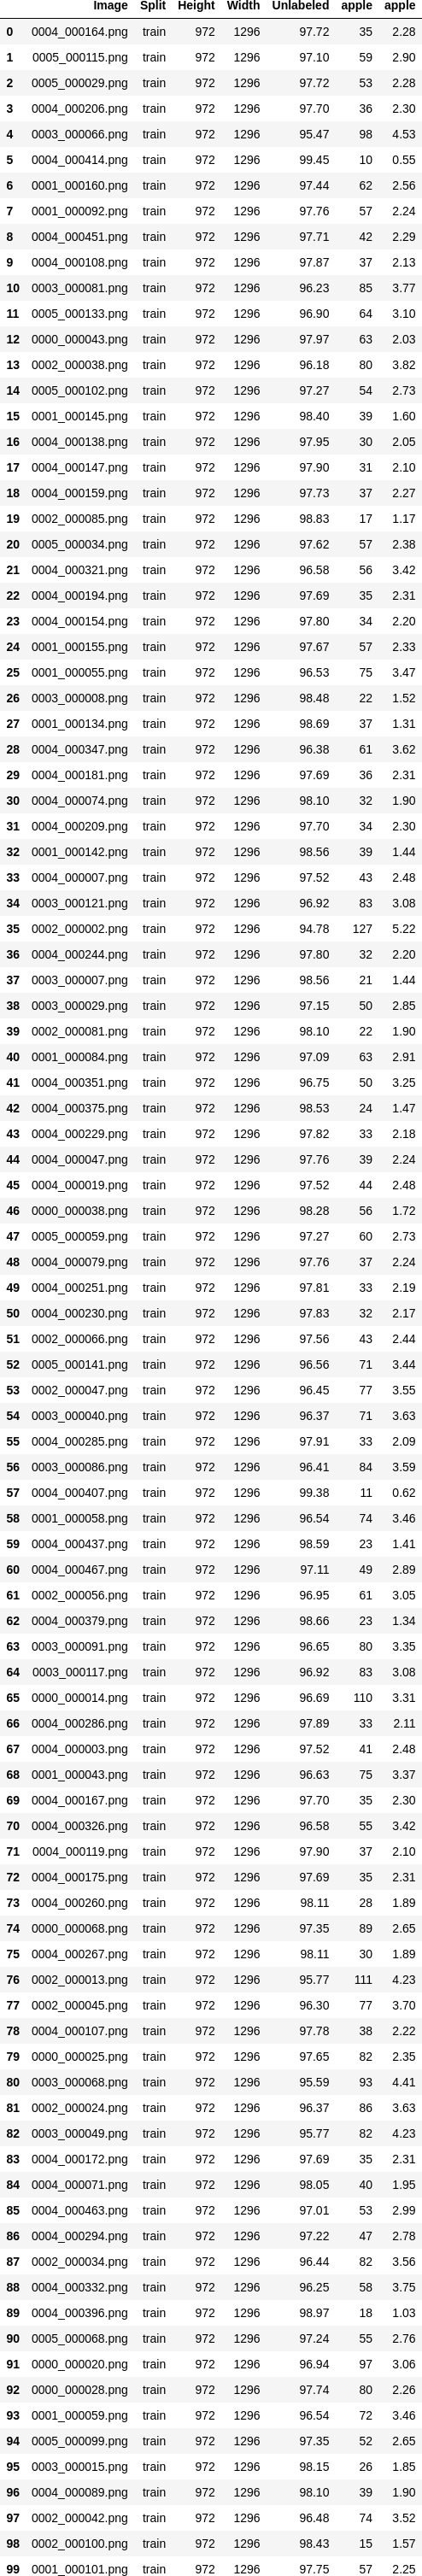 Image Split Height Width Unlabeled apple apple
0 0004_000164.png train 972 1296 97.72 35 2.28
1 0005_000115.png train 972 1296 97.10 59 2.90
2 0005_000029.png train 972 1296 97.72 53 2.28
3 0004_000206.png train 972 1296 97.70 36 2.30
4 0003_000066.png train 972 1296 95.47 98 4.53
5 0004_000414.png train 972 1296 99.45 10 0.55
6 0001_000160.png train 972 1296 97.44 62 2.56
7 0001_000092.png train 972 1296 97.76 57 2.24
8 0004_000451.png train 972 1296 97.71 42 2.29
9 0004_000108.png train 972 1296 97.87 37 2.13
10 0003_000081.png train 972 1296 96.23 85 3.77
11 0005_000133.png train 972 1296 96.90 64 3.10
12 0000_000043.png train 972 1296 97.97 63 2.03
13 0002_000038.png train 972 1296 96.18 80 3.82
14 0005_000102.png train 972 1296 97.27 54 2.73
15 0001_000145.png train 972 1296 98.40 39 1.60
16 0004_000138.png train 972 1296 97.95 30 2.05
17 0004_000147.png train 972 1296 97.90 31 2.10
18 0004_000159.png train 972 1296 97.73 37 2.27
19 0002_000085.png train 972 1296 98.83 17 1.17
20 0005_000034.png train 972 1296 97.62 57 2.38
21 0004_000321.png train 972 1296 96.58 56 3.42
22 0004_000194.png train 972 1296 97.69 35 2.31
23 0004_000154.png train 972 1296 97.80 34 2.20
24 0001_000155.png train 972 1296 97.67 57 2.33
25 0001_000055.png train 972 1296 96.53 75 3.47
26 0003_000008.png train 972 1296 98.48 22 1.52
27 0001_000134.png train 972 1296 98.69 37 1.31
28 0004_000347.png train 972 1296 96.38 61 3.62
29 0004_000181.png train 972 1296 97.69 36 2.31
30 0004_000074.png train 972 1296 98.10 32 1.90
31 0004_000209.png train 972 1296 97.70 34 2.30
32 0001_000142.png train 972 1296 98.56 39 1.44
33 0004_000007.png train 972 1296 97.52 43 2.48
34 0003_000121.png train 972 1296 96.92 83 3.08
35 0002_000002.png train 972 1296 94.78 127 5.22
36 0004_000244.png train 972 1296 97.80 32 2.20
37 0003_000007.png train 972 1296 98.56 21 1.44
38 0003_000029.png train 972 1296 97.15 50 2.85
39 0002_000081.png train 972 1296 98.10 22 1.90
40 0001_000084.png train 972 1296 97.09 63 2.91
41 0004_000351.png train 972 1296 96.75 50 3.25
42 0004_000375.png train 972 1296 98.53 24 1.47
43 0004_000229.png train 972 1296 97.82 33 2.18
44 0004_000047.png train 972 1296 97.76 39 2.24
45 0004_000019.png train 972 1296 97.52 44 2.48
46 0000_000038.png train 972 1296 98.28 56 1.72
47 0005_000059.png train 972 1296 97.27 60 2.73
48 0004_000079.png train 972 1296 97.76 37 2.24
49 0004_000251.png train 972 1296 97.81 33 2.19
50 0004_000230.png train 972 1296 97.83 32 2.17
51 0002_000066.png train 972 1296 97.56 43 2.44
52 0005_000141.png train 972 1296 96.56 71 3.44
53 0002_000047.png train 972 1296 96.45 77 3.55
54 0003_000040.png train 972 1296 96.37 71 3.63
55 0004_000285.png train 972 1296 97.91 33 2.09
56 0003_000086.png train 972 1296 96.41 84 3.59
57 0004_000407.png train 972 1296 99.38 11 0.62
58 0001_000058.png train 972 1296 96.54 74 3.46
59 0004_000437.png train 972 1296 98.59 23 1.41
60 0004_000467.png train 972 1296 97.11 49 2.89
61 0002_000056.png train 972 1296 96.95 61 3.05
62 0004_000379.png train 972 1296 98.66 23 1.34
63 0003_000091.png train 972 1296 96.65 80 3.35
64 0003_000117.png train 972 1296 96.92 83 3.08
65 0000_000014.png train 972 1296 96.69 110 3.31
66 0004_000286.png train 972 1296 97.89 33 2.11
67 0004_000003.png train 972 1296 97.52 41 2.48
68 0001_000043.png train 972 1296 96.63 75 3.37
69 0004_000167.png train 972 1296 97.70 35 2.30
70 0004_000326.png train 972 1296 96.58 55 3.42
71 0004_000119.png train 972 1296 97.90 37 2.10
72 0004_000175.png train 972 1296 97.69 35 2.31
73 0004_000260.png train 972 1296 98.11 28 1.89
74 0000_000068.png train 972 1296 97.35 89 2.65
75 0004_000267.png train 972 1296 98.11 30 1.89
76 0002_000013.png train 972 1296 95.77 111 4.23
77 0002_000045.png train 972 1296 96.30 77 3.70
78 0004_000107.png train 972 1296 97.78 38 2.22
79 0000_000025.png train 972 1296 97.65 82 2.35
80 0003_000068.png train 972 1296 95.59 93 4.41
81 0002_000024.png train 972 1296 96.37 86 3.63
82 0003_000049.png train 972 1296 95.77 82 4.23
83 0004_000172.png train 972 1296 97.69 35 2.31
84 0004_000071.png train 972 1296 98.05 40 1.95
85 0004_000463.png train 972 1296 97.01 53 2.99
86 0004_000294.png train 972 1296 97.22 47 2.78
87 0002_000034.png train 972 1296 96.44 82 3.56
88 0004_000332.png train 972 1296 96.25 58 3.75
89 0004_000396.png train 972 1296 98.97 18 1.03
90 0005_000068.png train 972 1296 97.24 55 2.76
91 0000_000020.png train 972 1296 96.94 97 3.06
92 0000_000028.png train 972 1296 97.74 80 2.26
93 0001_000059.png train 972 1296 96.54 72 3.46
94 0005_000099.png train 972 1296 97.35 52 2.65
95 0003_000015.png train 972 1296 98.15 26 1.85
96 0004_000089.png train 972 1296 98.10 39 1.90
97 0002_000042.png train 972 1296 96.48 74 3.52
98 0002_000100.png train 972 1296 98.43 15 1.57
99 0001_000101.png train 972 1296 97.75 57 2.25